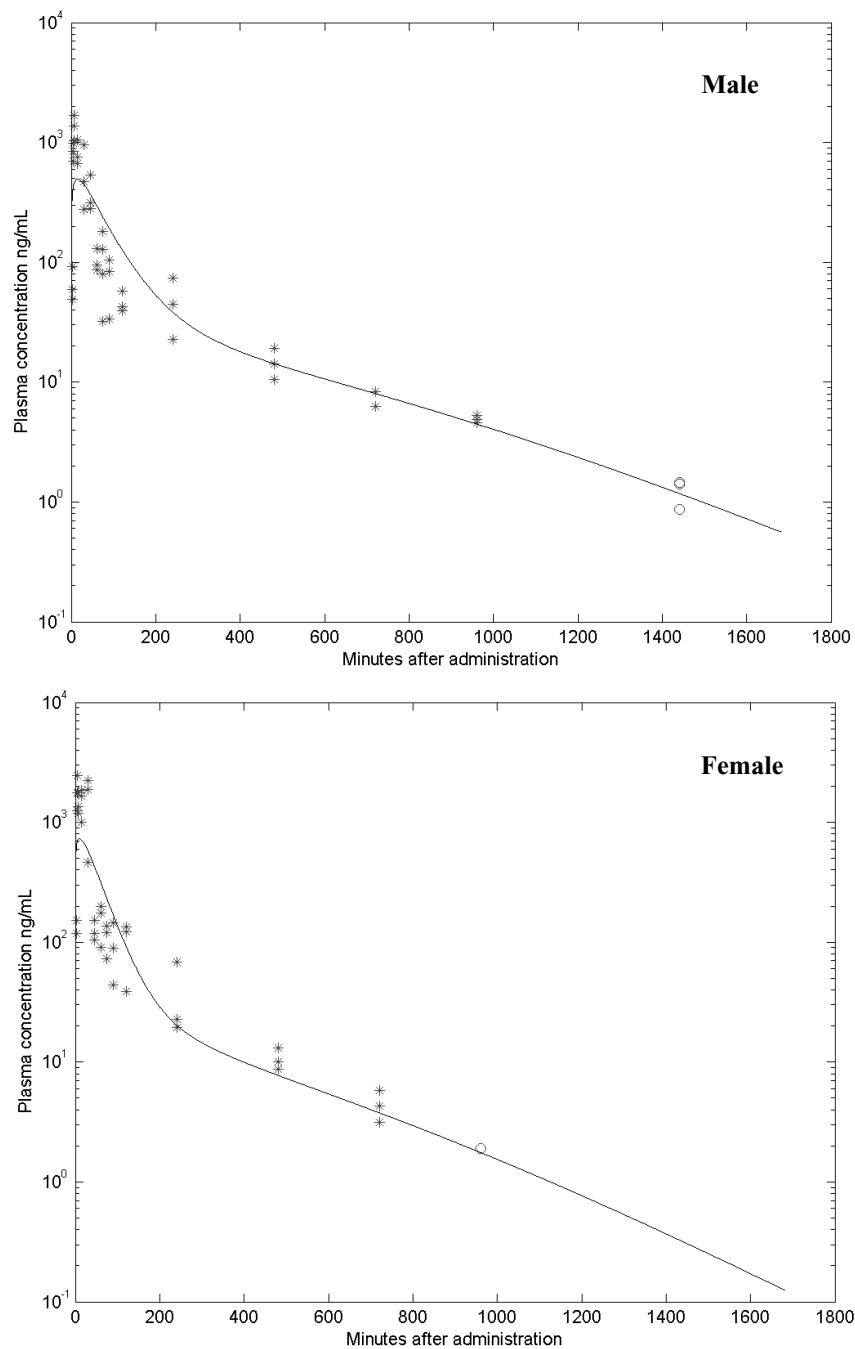 10^4
Male
10^3
10^2
10^1
10^0
10^-1
Plasma concentration ng/mL
0 200 400 600 800 1000 1200 1400 1600 1800
Minutes after administration
10^4
Female
10^3
10^2
10^1
10^0
10^-1
Plasma concentration ng/mL
0 200 400 600 800 1000 1200 1400 1600 1800
Minutes after administration